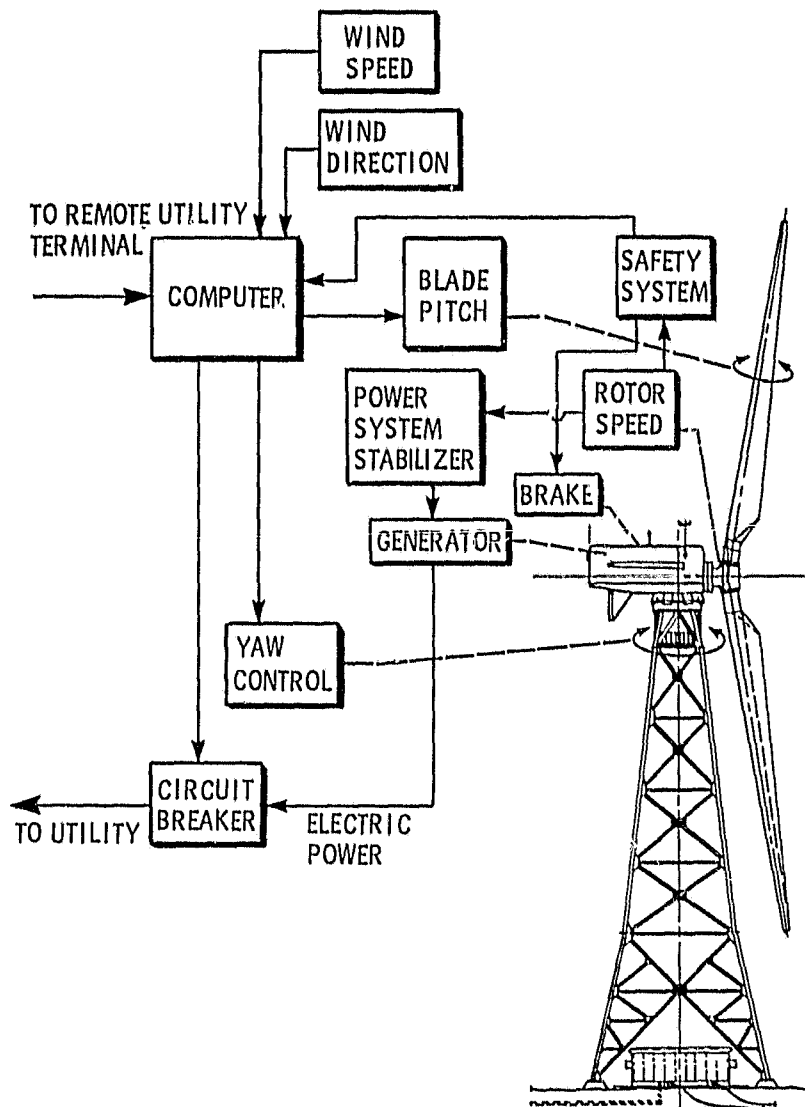 WIND
SPEED
WIND
DIRECTION
TO REMOTE UTILITY
TERMINAL
COMPUTER
BLADE
PITCH
SAFETY
SYSTEM
POWER
SYSTEM
STABILIZER
ROTOR
SPEED
BRAKE
GENERATOR
YAW
CONTROL
CIRCUIT
BREAKER
TO UTILITY
ELECTRIC
POWER